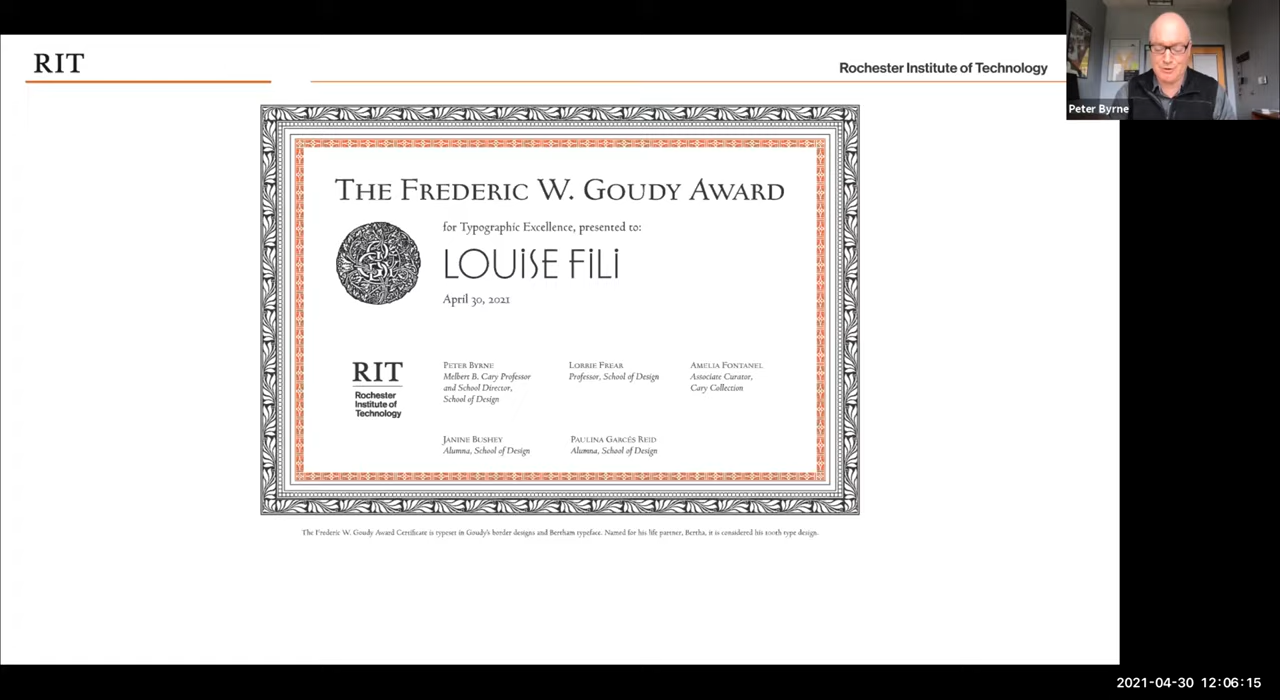 RIT
Rochester Institute of Technology
Peter Byrne
THE FREDERIC W. GOUDY AWARD
for Typographic Excellence, presented to:
LOUiSE FiLi
April 30, 2021
RIT
Rochester
Institute of
Technology
PETER BYRNE
Melbert B. Cary Professor
and School Director,
School of Design
LORRIE FREAR
Professor, School of Design
AMELIA FONTANEL
Associate Curator,
Cary Collection
JANINE BUSHEY
Alumna, School of Design
PAULINA GARCÉS REID
Alumna, School of Design
The Frederic W. Goudy Award Certificate is typeset in Goudy's border designs and Bertham typeface. Named for his life partner, Bertha, it is considered his 100th type design.
2021-04-30 12:06:15